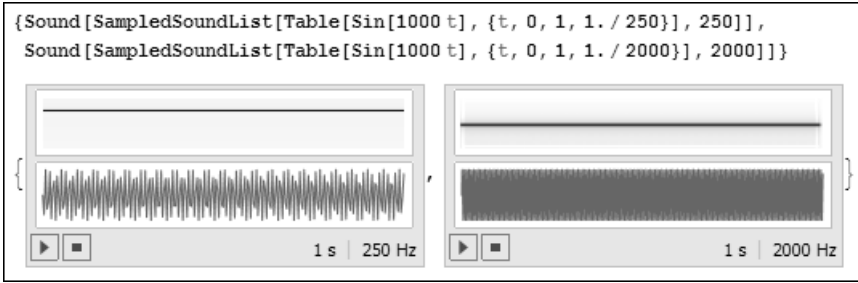 {Sound[SampledSoundList[Table[Sin[1000 t], {t, 0, 1, 1. / 250}], 250]],
Sound[SampledSoundList[Table[Sin[1000 t], {t, 0, 1, 1. / 2000}], 2000]]}
{ , }
1 s | 250 Hz
1 s | 2000 Hz